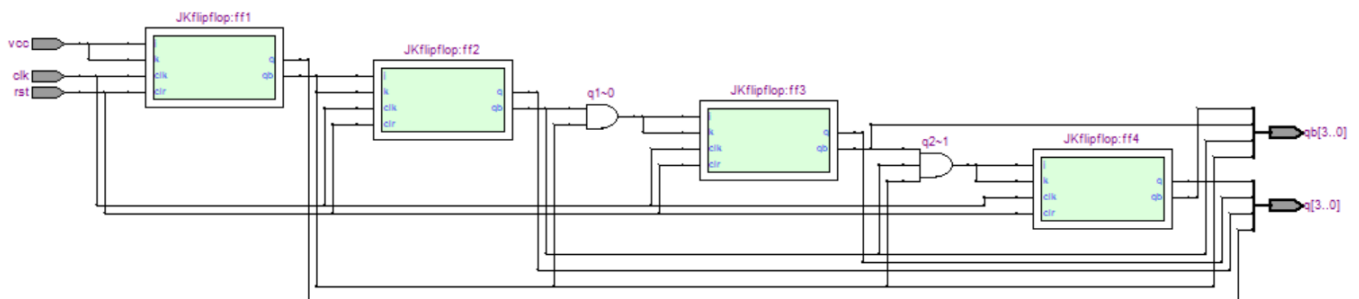 JKflipflop:ff1
vcc
clk
rst
j
k
clk
clr
q
qb
JKflipflop:ff2
j
k
clk
clr
q
qb
q1~0
JKflipflop:ff3
j
k
clk
clr
q
qb
q2~1
JKflipflop:ff4
j
k
clk
clr
q
qb
qb[3..0]
q[3..0]